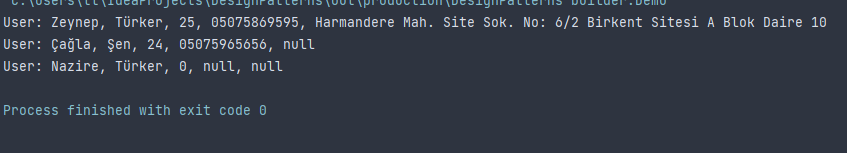 C:\Users\tt\IdeaProjects\DesignPatterns\out\production\DesignPatterns builder.Demo
User: Zeynep, Türker, 25, 05075869595, Harmandere Mah. Site Sok. No: 6/2 Birkent Sitesi A Blok Daire 10
User: Çağla, Şen, 24, 05075965656, null
User: Nazire, Türker, 0, null, null
Process finished with exit code 0